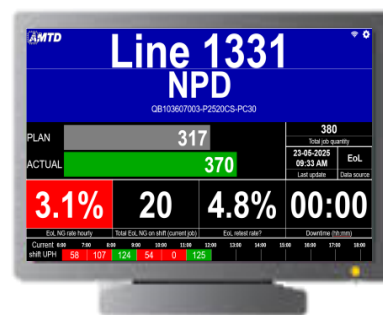 AMTD
Line 1331
NPD
QB103607003-P2520CS-PC30
PLAN 317
ACTUAL 370
380
Total job quantity
23-05-2025
09:33 AM
Last update
EoL
Data source
3.1% 20 4.8% 00:00
EoL NG rate hourly Total EoL NG on shift (current job) EoL retest rate? Downtime (hh:mm)
Current shift UPH
6:00 7:00 8:00 9:00 10:00 11:00 12:00 13:00 14:00 15:00 16:00 17:00 18:00
58 107 124 54 0 125